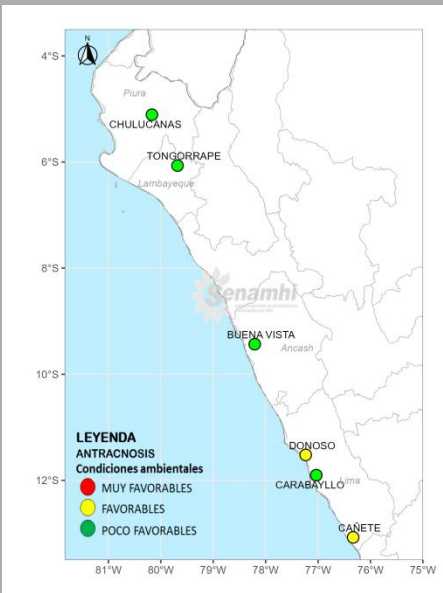 N
4°S
Piura
CHULUCANAS
TONGORRAPE
6°S
Lambayeque
8°S
Senamhi
BUENA VISTA
Ancash
10°S
DONOSO
LEYENDA
ANTRACNOSIS
Condiciones ambientales
MUY FAVORABLES
FAVORABLES
POCO FAVORABLES
12°S
CARABAYLLO
Lima
CAÑETE
81°W 80°W 79°W 78°W 77°W 76°W 75°W